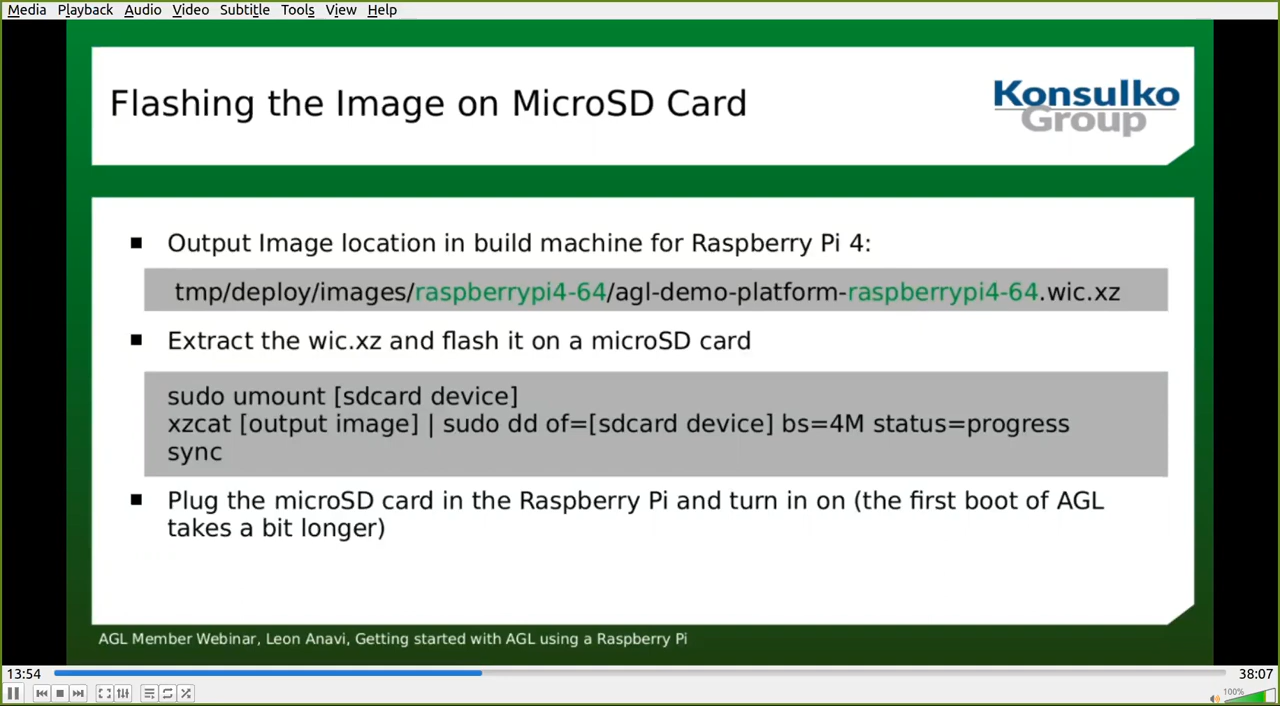 Media Playback Audio Video Subtitle Tools View Help
Flashing the Image on MicroSD Card
Konsulko
Group
■ Output Image location in build machine for Raspberry Pi 4:
tmp/deploy/images/raspberrypi4-64/agl-demo-platform-raspberrypi4-64.wic.xz
■ Extract the wic.xz and flash it on a microSD card
sudo umount [sdcard device]
xzcat [output image] | sudo dd of=[sdcard device] bs=4M status=progress
sync
■ Plug the microSD card in the Raspberry Pi and turn in on (the first boot of AGL
takes a bit longer)
AGL Member Webinar, Leon Anavi, Getting started with AGL using a Raspberry Pi
13:54 38:07
100%